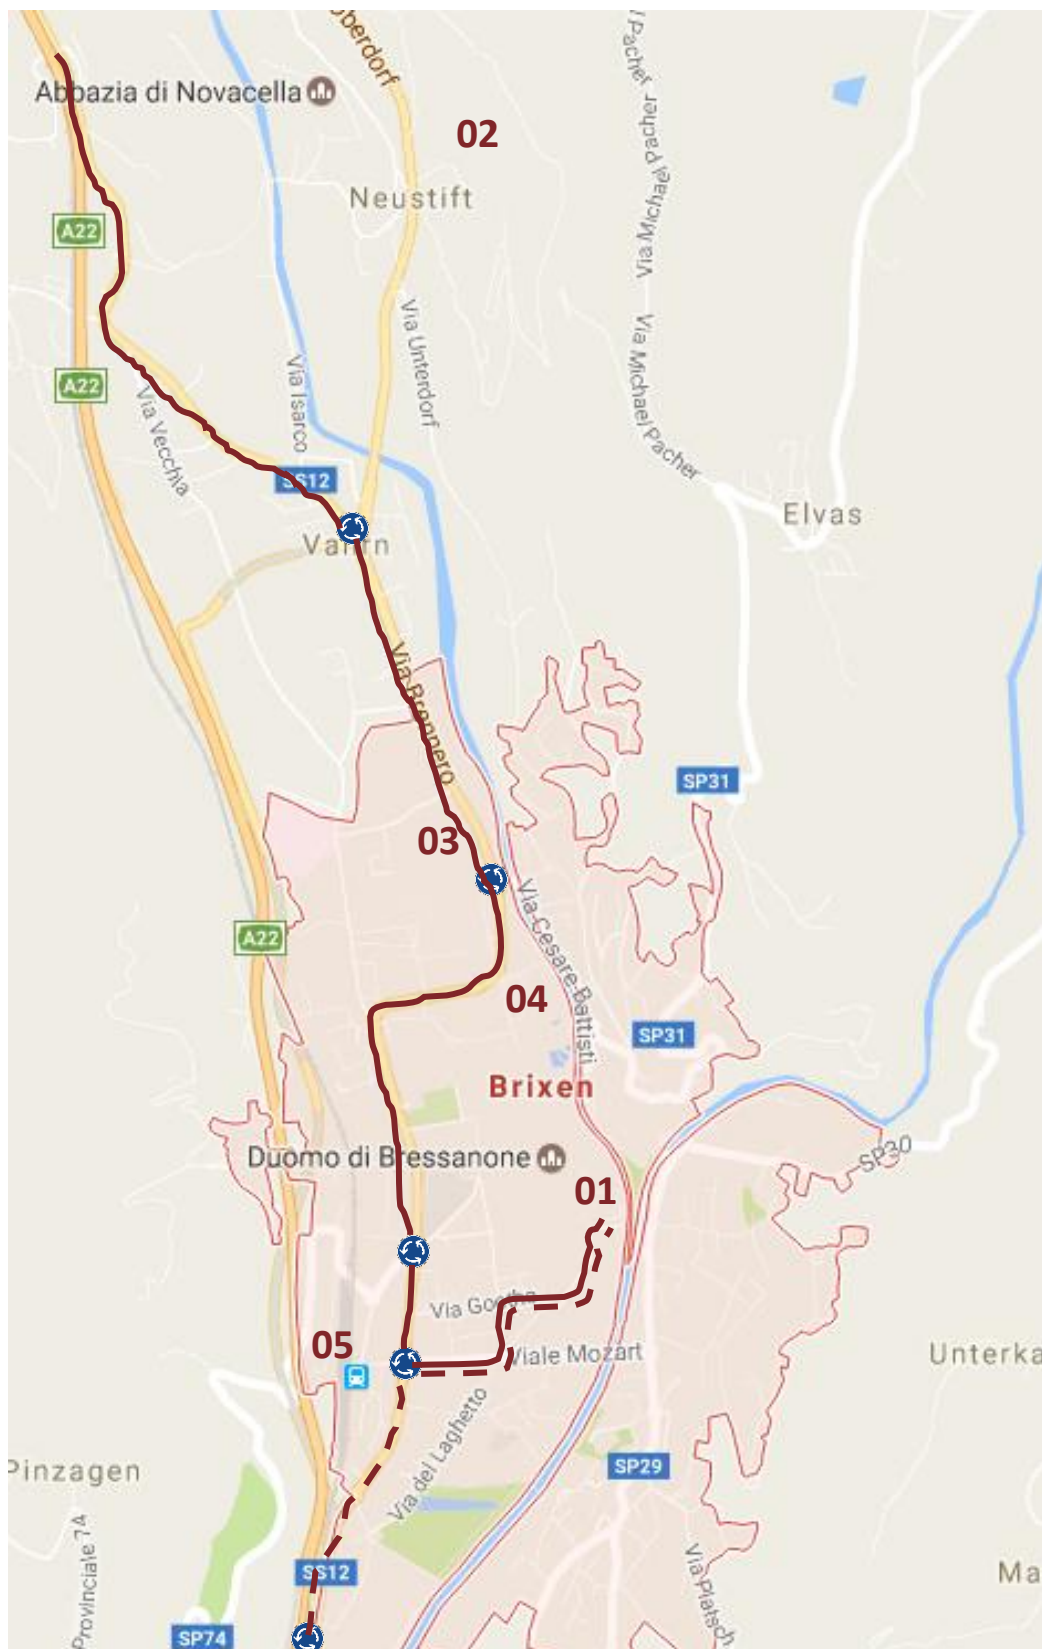 berdorf
Pacher
Abbazia di Novacella
02
Via Michael Pacher
Neustift
A22
Via Michael Pacher
Via Unterdorf
Via Isarco
A22
Via Vecchia
SS12
Elvas
Vahrn
Via Brennero
SP31
03
Via Cesare Battisti
A22
04
SP31
Brixen
SP30
Duomo di Bressanone
01
Via Goethe
05
Viale Mozart
Unterka
Via del Laghetto
SP29
Pinzagen
Provinciale 74
SS12
Via Platsch
Ma
SP74